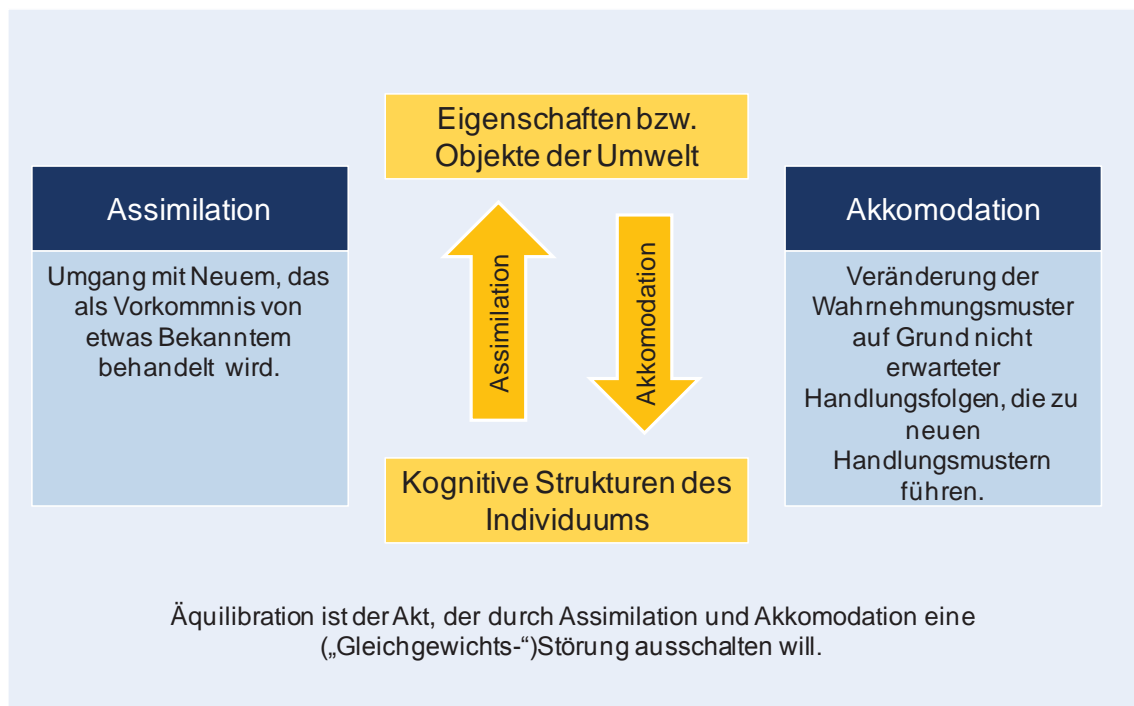 Eigenschaften bzw.
Objekte der Umwelt
Assimilation
Umgang mit Neuem, das
als Vorkommnis von
etwas Bekanntem
behandelt wird.
Assimilation
Akkomodation
Akkomodation
Veränderung der
Wahrnehmungsmuster
auf Grund nicht
erwarteter
Handlungsfolgen, die zu
neuen
Handlungsmustern
führen.
Kognitive Strukturen des
Individuums
Äquilibration ist der Akt, der durch Assimilation und Akkomodation eine
(„Gleichgewichts-“)Störung ausschalten will.